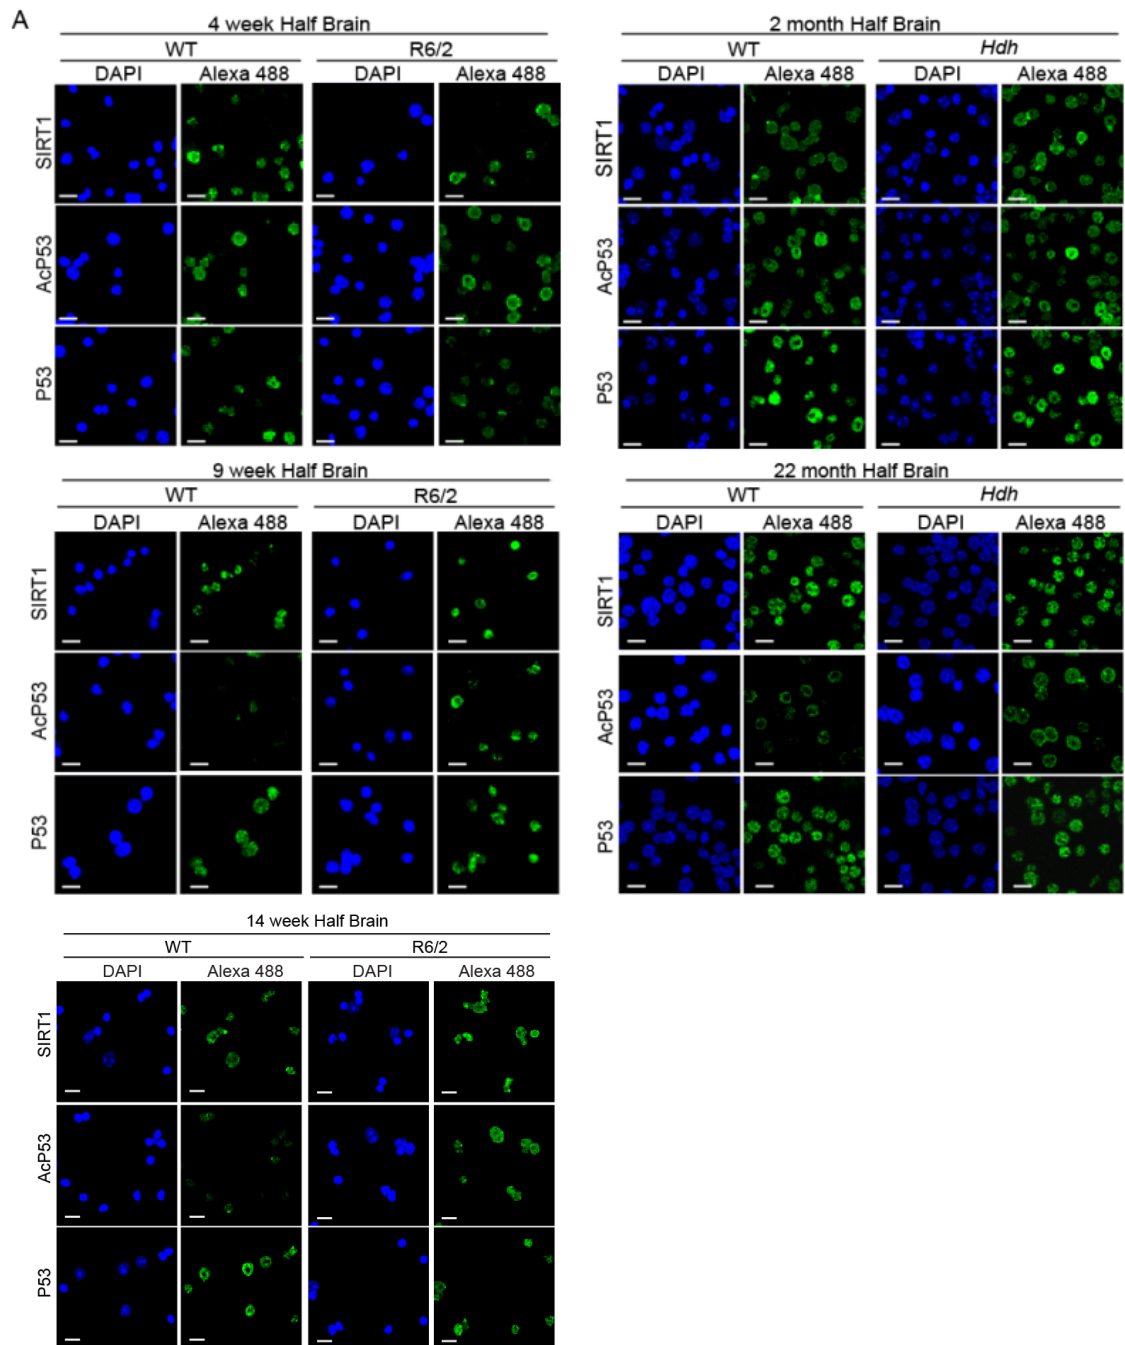 A
4 week Half Brain
WT R6/2
DAPI Alexa 488 DAPI Alexa 488
SIRT1
AcP53
P53
2 month Half Brain
WT Hdh
DAPI Alexa 488 DAPI Alexa 488
SIRT1
AcP53
P53
9 week Half Brain
WT R6/2
DAPI Alexa 488 DAPI Alexa 488
SIRT1
AcP53
P53
22 month Half Brain
WT Hdh
DAPI Alexa 488 DAPI Alexa 488
SIRT1
AcP53
P53
14 week Half Brain
WT R6/2
DAPI Alexa 488 DAPI Alexa 488
SIRT1
AcP53
P53